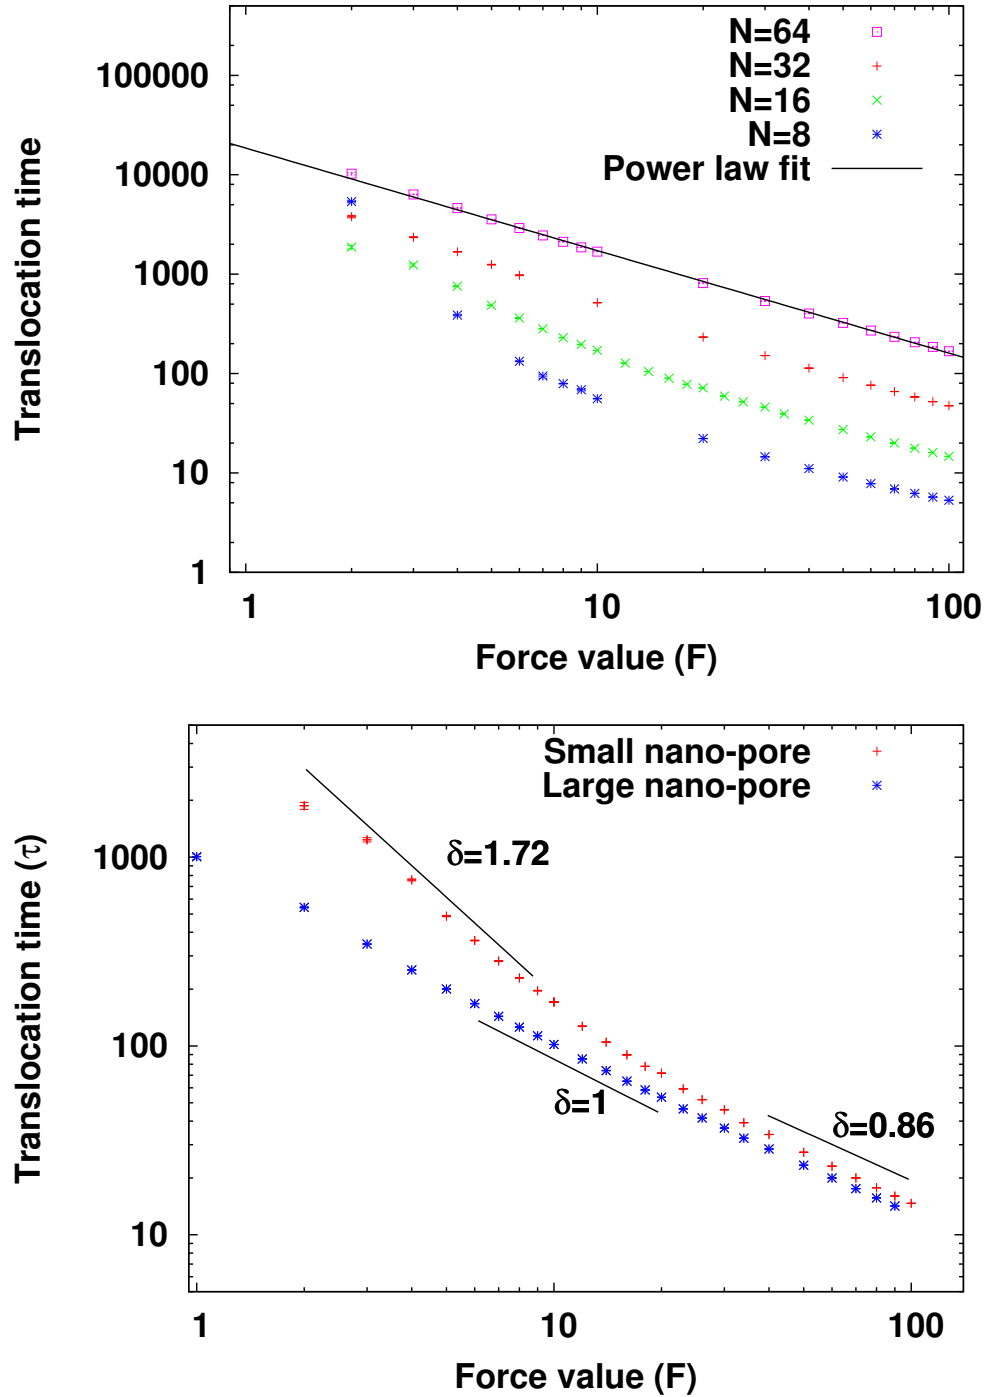 N=64
N=32
N=16
N=8
Power law fit
Translocation time
100000
10000
1000
100
10
1
1 10 100
Force value (F)
Small nano-pore
Large nano-pore
Translocation time (τ)
1000
100
10
δ=1.72
δ=1
δ=0.86
1 10 100
Force value (F)